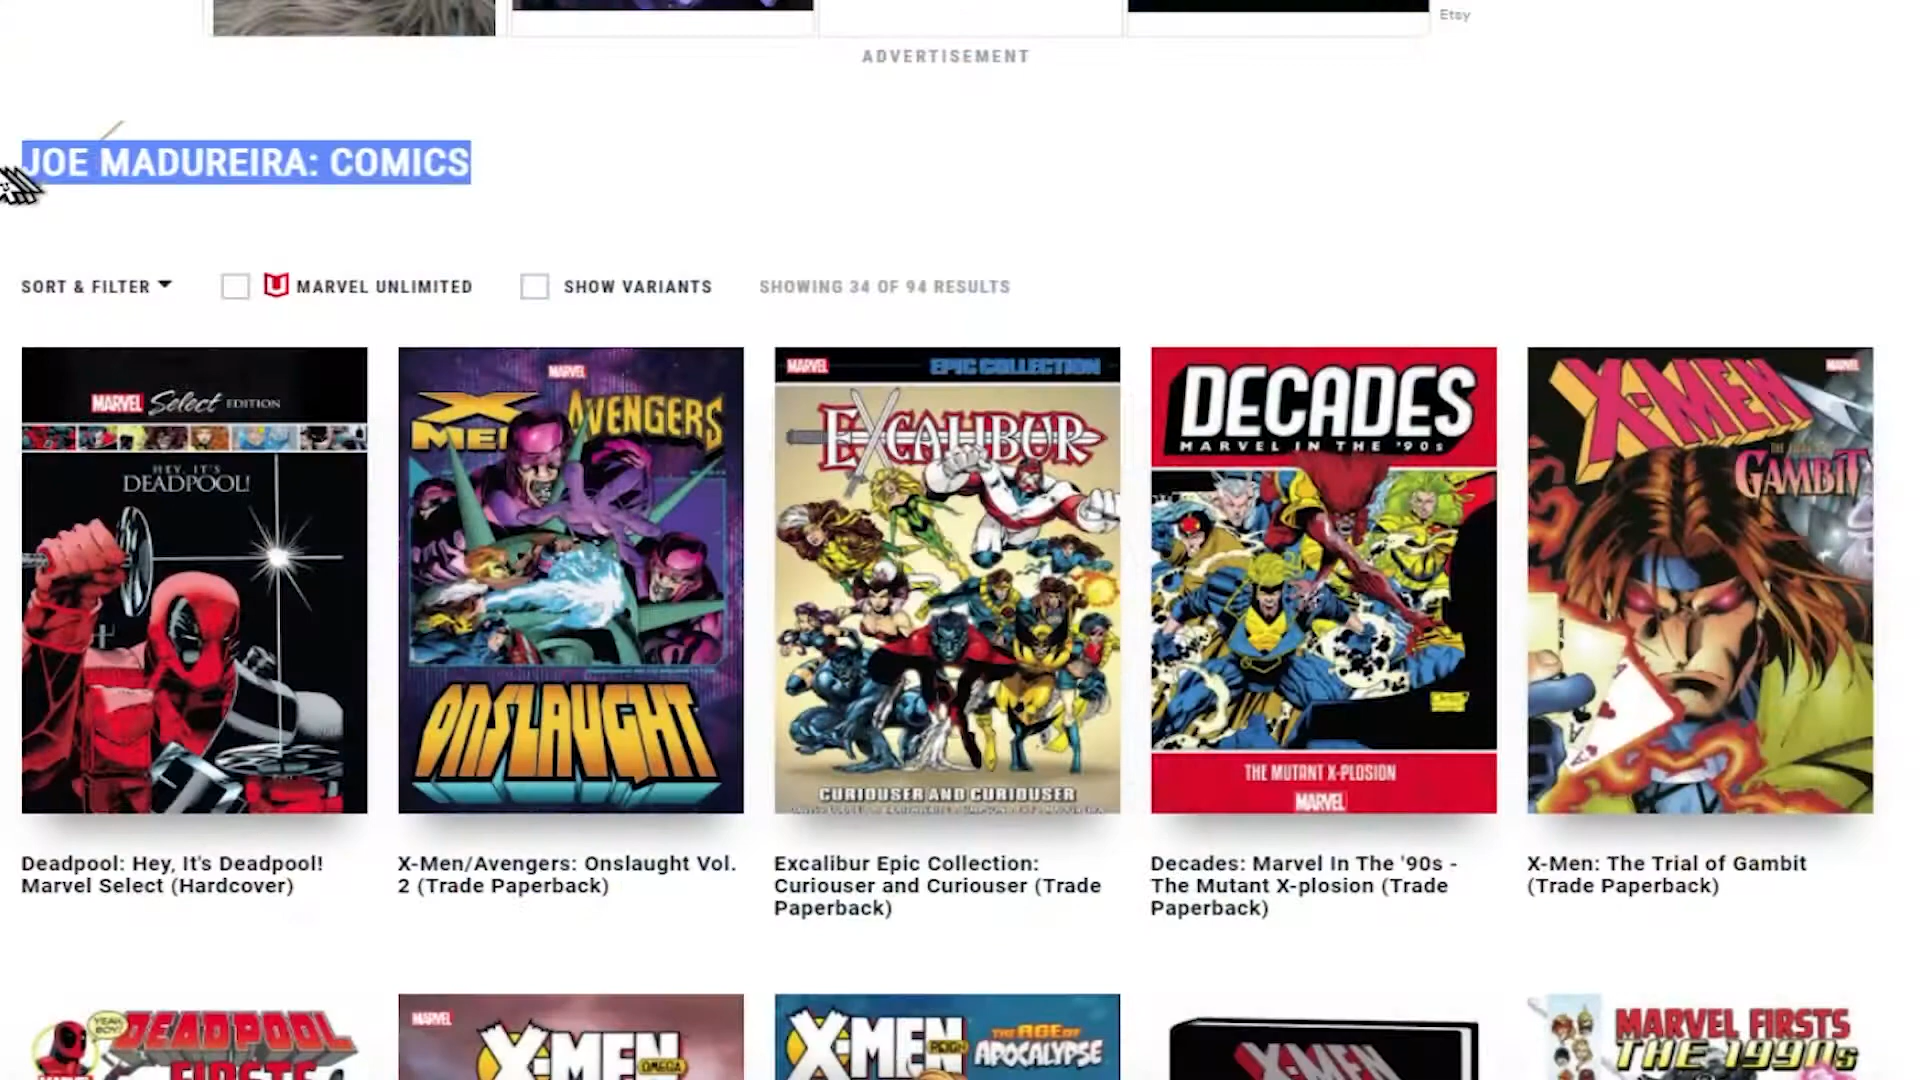 Etsy
ADVERTISEMENT
JOE MADUREIRA: COMICS
SORT & FILTER
MARVEL UNLIMITED
SHOW VARIANTS
SHOWING 34 OF 94 RESULTS
MARVEL Select EDITION
HEY, IT'S
DEADPOOL!
MARVEL
X MEN AVENGERS
ONSLAUGHT
MARVEL EPIC COLLECTION
EXCALIBUR
CURIOUSER AND CURIOUSER
DECADES
MARVEL IN THE '90s
THE MUTANT X-PLOSION
MARVEL
MARVEL
X-MEN
GAMBIT
A
Deadpool: Hey, It's Deadpool!
Marvel Select (Hardcover)
X-Men/Avengers: Onslaught Vol.
2 (Trade Paperback)
Excalibur Epic Collection:
Curiouser and Curiouser (Trade
Paperback)
Decades: Marvel In The '90s -
The Mutant X-plosion (Trade
Paperback)
X-Men: The Trial of Gambit
(Trade Paperback)
YEAH BOY!
DEADPOOL
FIRSTS
MARVEL
X-MEN
OMEGA
X-MEN
THE AGE OF
APOCALYPSE
X-MEN
MARVEL FIRSTS
THE 1990s